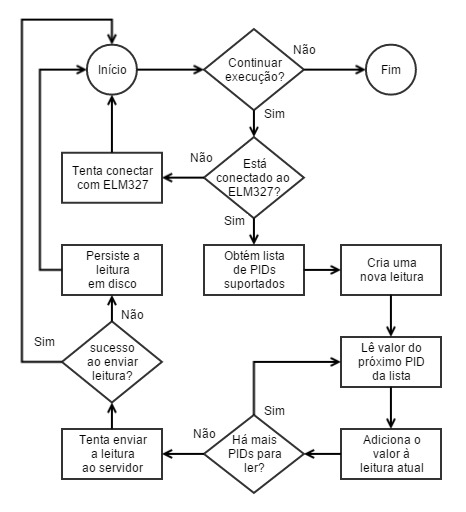 Início
Continuar
execução?
Não
Fim
Sim
Tenta conectar
com ELM327
Não
Está
conectado ao
ELM327?
Sim
Obtém lista
de PIDs
suportados
Cria uma
nova leitura
Persiste a
leitura
em disco
Não
Sim
sucesso
ao enviar
leitura?
Lê valor do
próximo PID
da lista
Sim
Tenta enviar
a leitura
ao servidor
Não
Há mais
PIDs para
ler?
Adiciona o
valor à
leitura atual